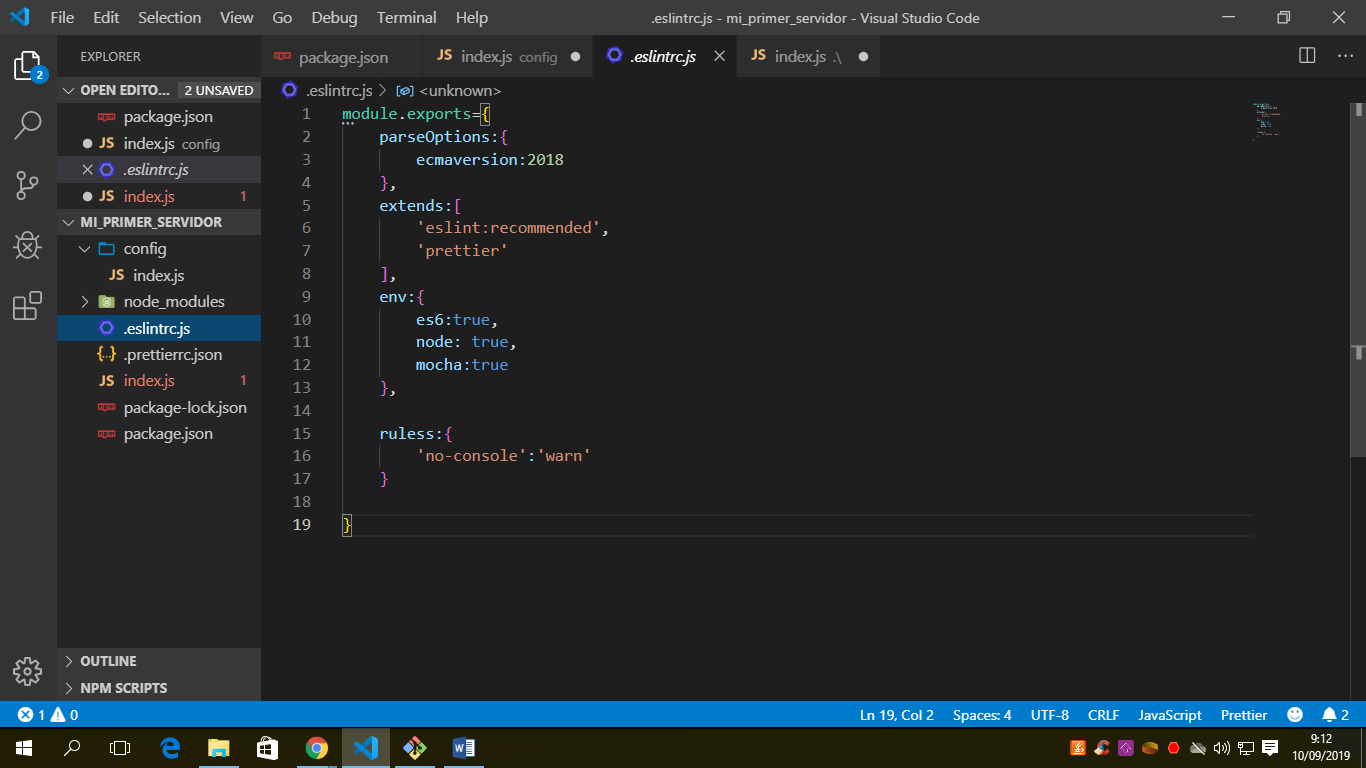 File Edit Selection View Go Debug Terminal Help .eslintrc.js - mi_primer_servidor - Visual Studio Code
EXPLORER
package.json JS index.js config .eslintrc.js JS index.js .\
2
OPEN EDITO... 2 UNSAVED
package.json
JS index.js config
.eslintrc.js
JS index.js 1
MI_PRIMER_SERVIDOR
config
JS index.js
node_modules
.eslintrc.js
{..} .prettierrc.json
JS index.js 1
package-lock.json
package.json
OUTLINE
NPM SCRIPTS
.eslintrc.js > <unknown>
1 module.exports={
2 parseOptions:{
3 ecmaversion:2018
4 },
5 extends:[
6 'eslint:recommended',
7 'prettier'
8 ],
9 env:{
10 es6:true,
11 node: true,
12 mocha:true
13 },
14
15 ruless:{
16 'no-console':'warn'
17 }
18
19 }
1 0 Ln 19, Col 2 Spaces: 4 UTF-8 CRLF JavaScript Prettier 2
9:12
10/09/2019